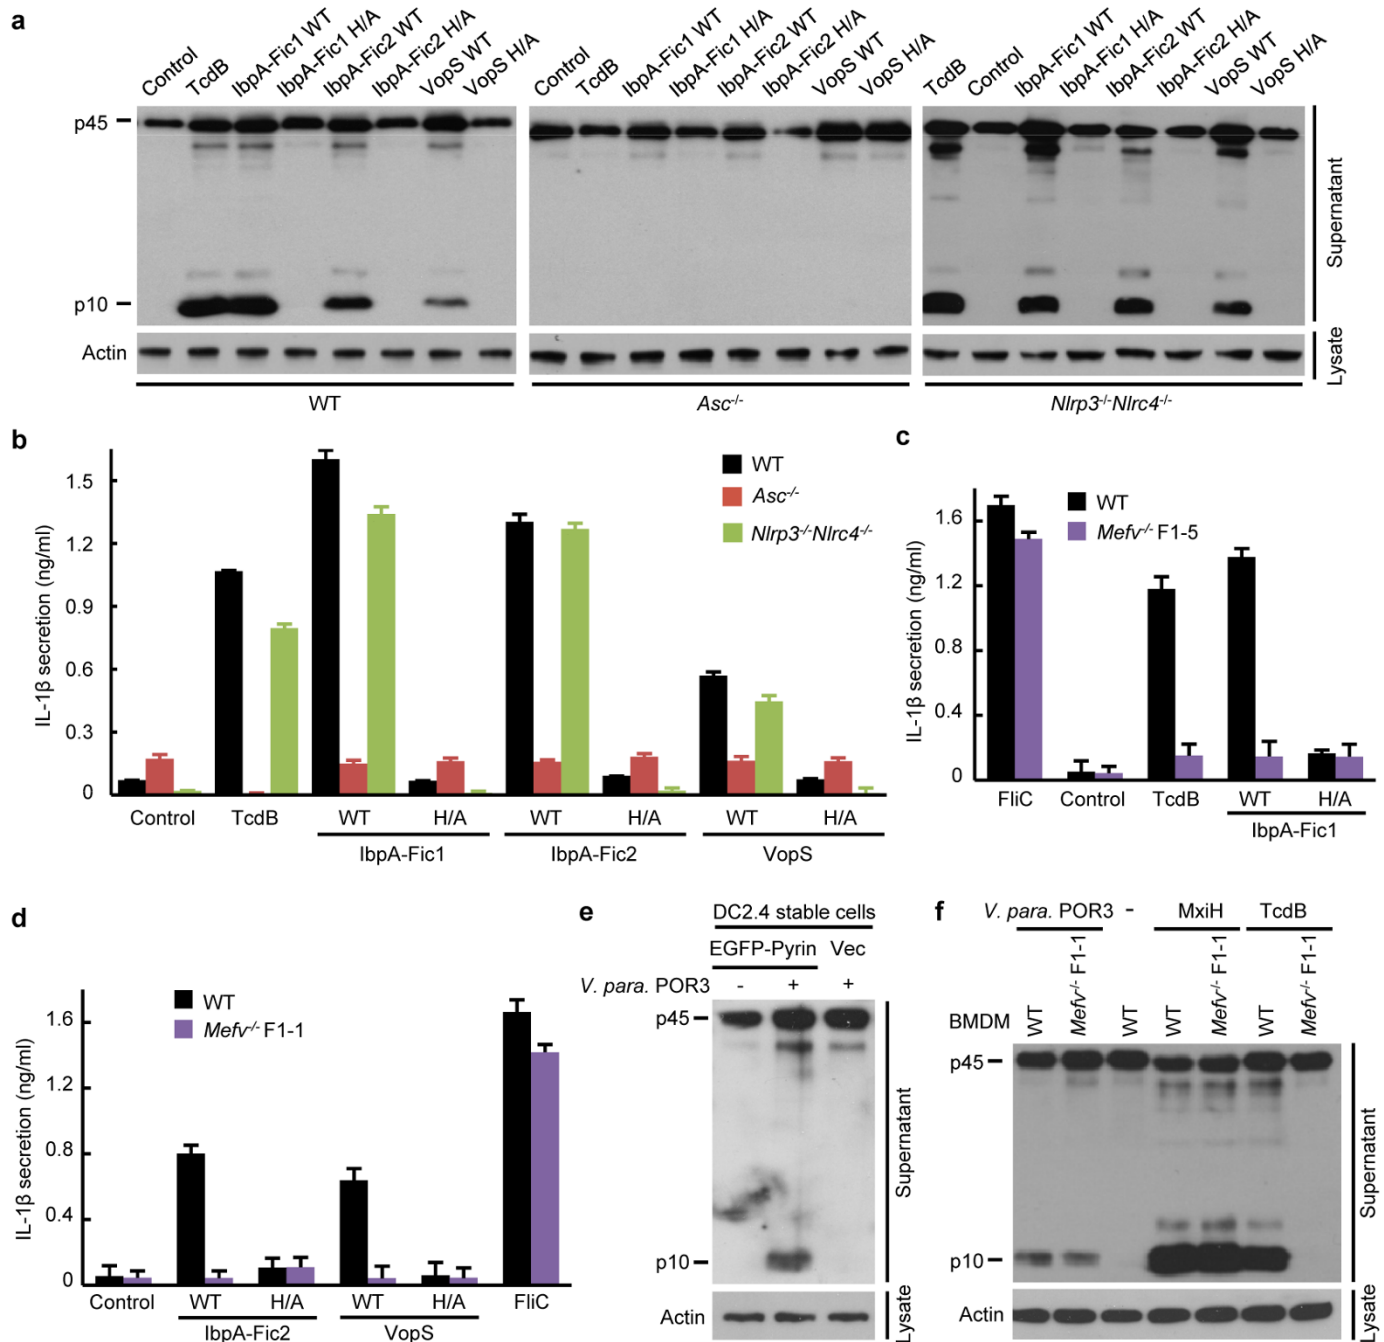 a
Control
TcdB
IbpA-Fic1 WT
IbpA-Fic1 H/A
IbpA-Fic2 WT
IbpA-Fic2 H/A
VopS WT
VopS H/A
Control
TcdB
IbpA-Fic1 WT
IbpA-Fic1 H/A
IbpA-Fic2 WT
IbpA-Fic2 H/A
VopS WT
VopS H/A
TcdB
Control
IbpA-Fic1 WT
IbpA-Fic1 H/A
IbpA-Fic2 WT
IbpA-Fic2 H/A
VopS WT
VopS H/A
p45
p10
Actin
Supernatant
Lysate
WT
Asc-/-
Nlrp3-/-Nlrc4-/-
b
IL-1β secretion (ng/ml)
1.5
1.2
0.9
0.6
0.3
0
WT
Asc-/-
Nlrp3-/-Nlrc4-/-
Control TcdB WT H/A WT H/A WT H/A
IbpA-Fic1 IbpA-Fic2 VopS
c
IL-1β secretion (ng/ml)
1.6
1.2
0.8
0.4
0
WT
Mefv-/- F1-5
FliC Control TcdB WT H/A
IbpA-Fic1
d
IL-1β secretion (ng/ml)
1.6
1.2
0.8
0.4
0
WT
Mefv-/- F1-1
Control WT H/A WT H/A FliC
IbpA-Fic2 VopS
e
DC2.4 stable cells
EGFP-Pyrin Vec
V. para. POR3 - + +
p45
p10
Actin
Supernatant
Lysate
f
V. para. POR3 - MxiH TcdB
BMDM WT Mefv-/- F1-1 WT WT Mefv-/- F1-1 WT Mefv-/- F1-1
p45
p10
Actin
Supernatant
Lysate